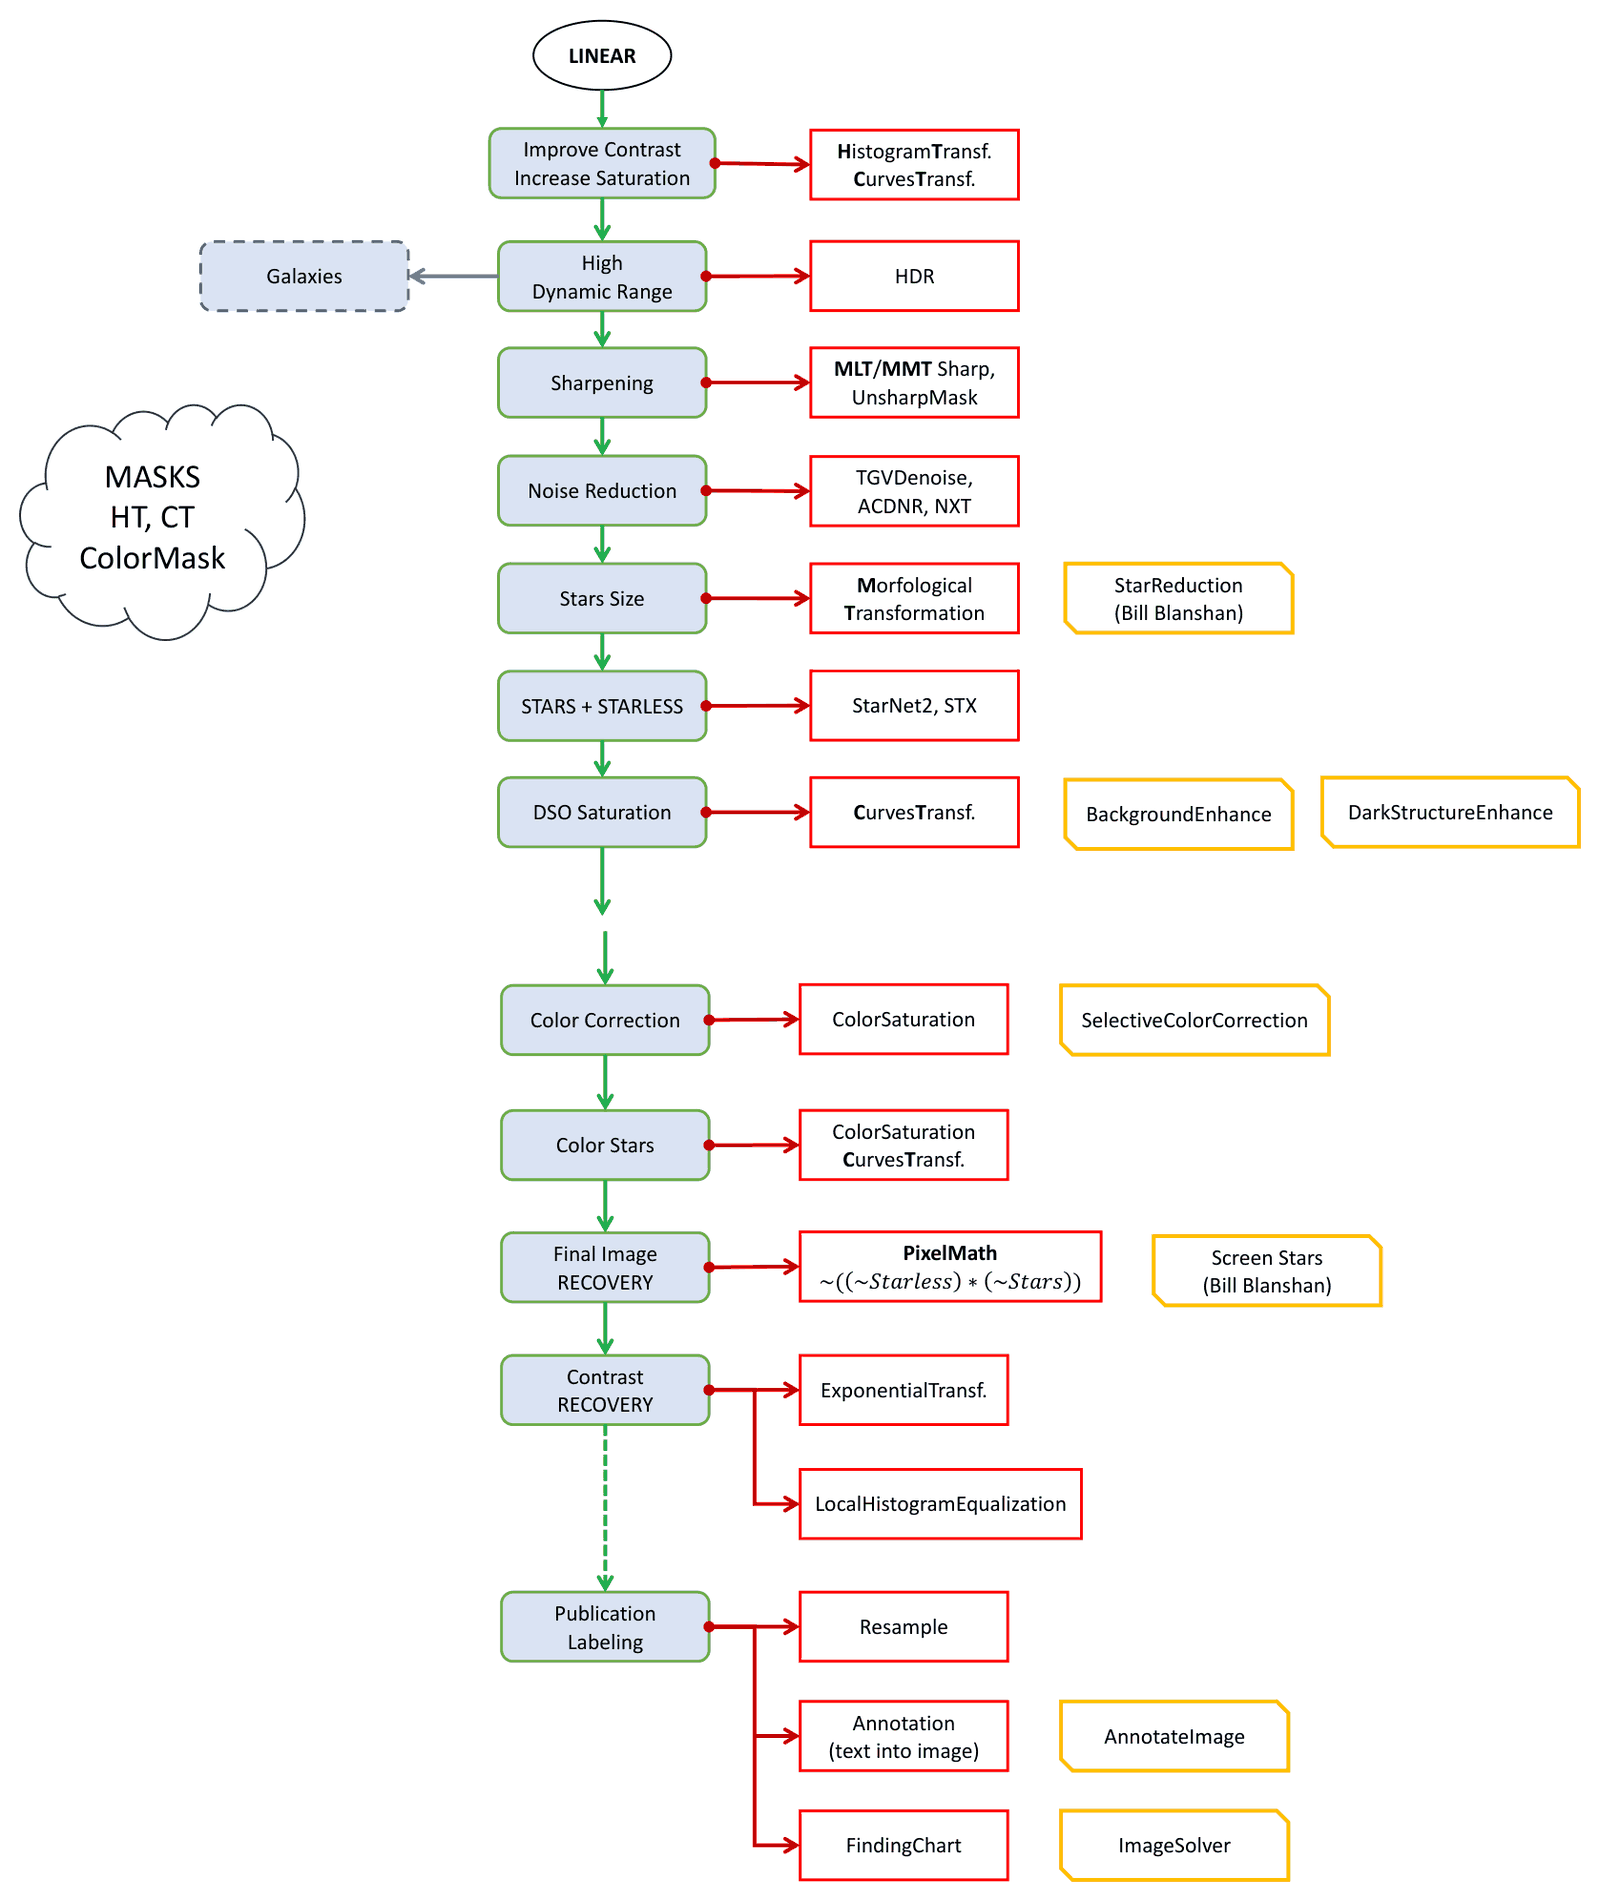 LINEAR
Improve Contrast
Increase Saturation
HistogramTransf.
CurvesTransf.
Galaxies
High
Dynamic Range
HDR
Sharpening
MLT/MMT Sharp,
UnsharpMask
MASKS
HT, CT
ColorMask
Noise Reduction
TGVDenoise,
ACDNR, NXT
Stars Size
Morfological
Transformation
StarReduction
(Bill Blanshan)
STARS + STARLESS
StarNet2, STX
DSO Saturation
CurvesTransf.
BackgroundEnhance
DarkStructureEnhance
Color Correction
ColorSaturation
SelectiveColorCorrection
Color Stars
ColorSaturation
CurvesTransf.
Final Image
RECOVERY
PixelMath
~((~Starless) * (~Stars))
Screen Stars
(Bill Blanshan)
Contrast
RECOVERY
ExponentialTransf.
LocalHistogramEqualization
Publication
Labeling
Resample
Annotation
(text into image)
AnnotateImage
FindingChart
ImageSolver